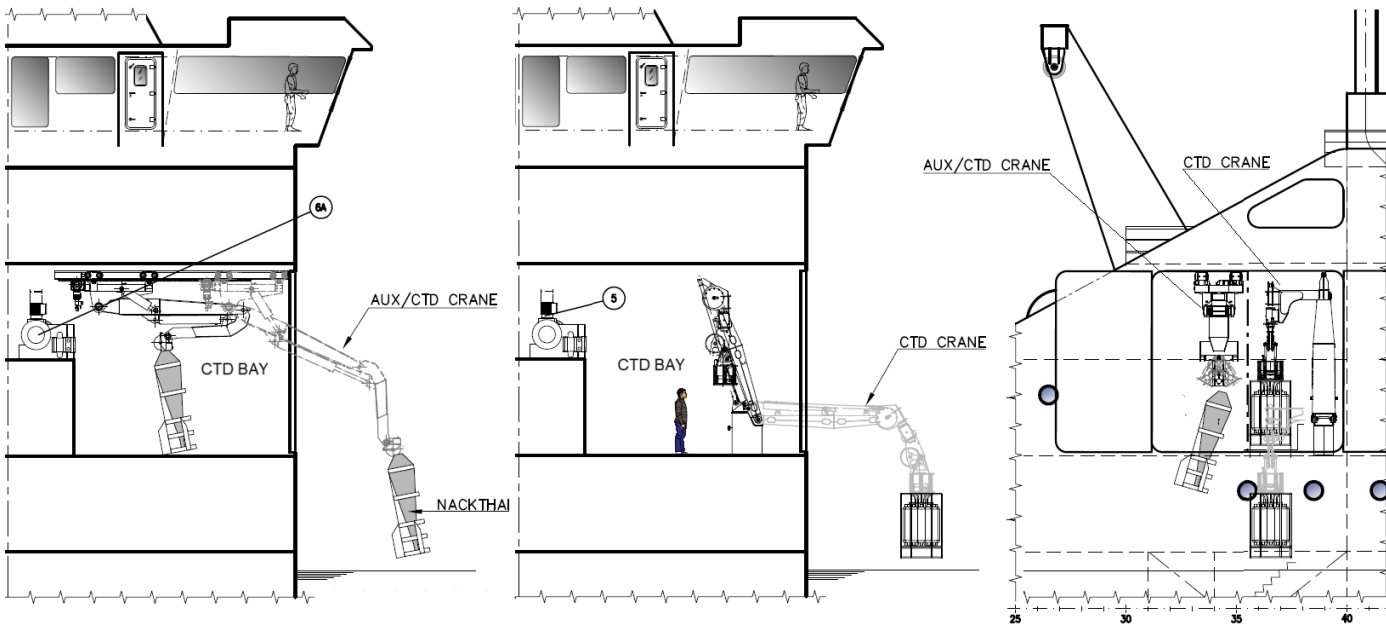 6A
AUX/CTD CRANE
CTD BAY
NACKTHAI
5
CTD CRANE
CTD BAY
AUX/CTD CRANE
CTD CRANE
25
30
35
40